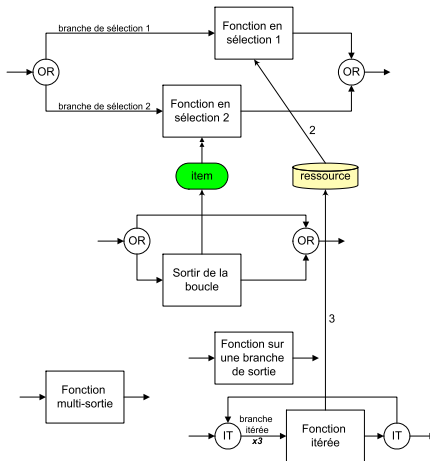 Fonction en
sélection 1
branche de sélection 1
OR
OR
branche de sélection 2
Fonction en
sélection 2
2
item
ressource
OR
OR
Sortir de la
boucle
3
Fonction sur
une branche
de sortie
Fonction
multi-sortie
branche
itérée
x3
IT
Fonction
itérée
IT